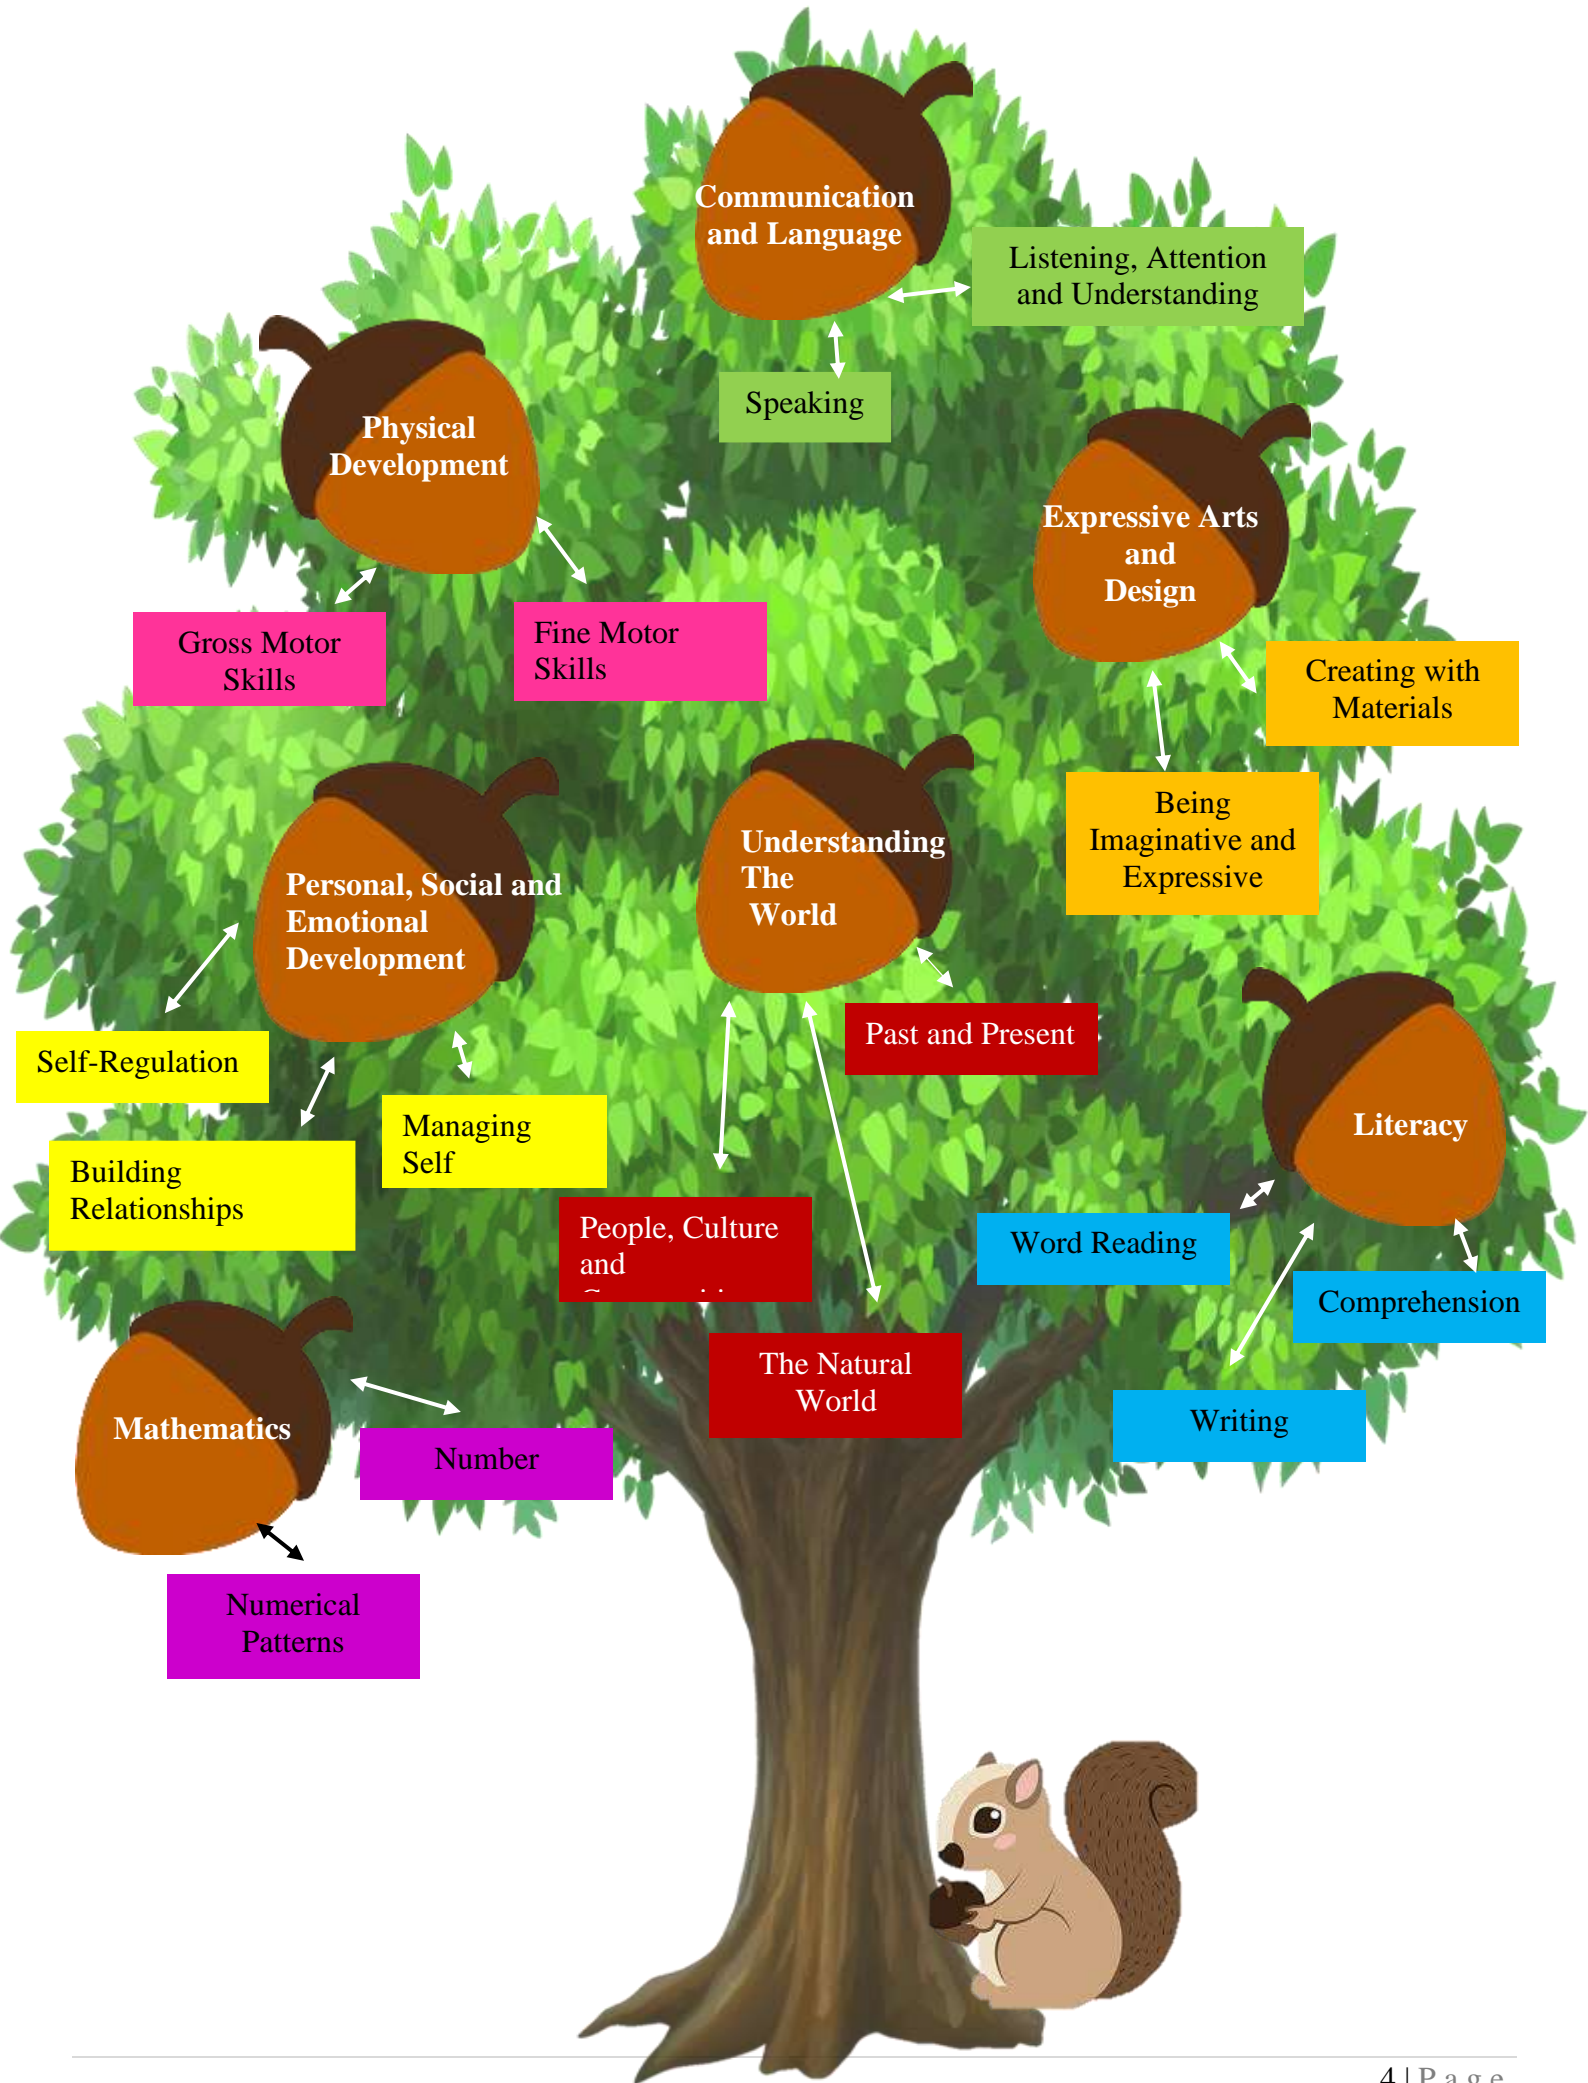 Communication
and Language
Listening, Attention
and Understanding
Speaking
Physical
Development
Gross Motor
Skills
Fine Motor
Skills
Expressive Arts
and
Design
Creating with
Materials
Being
Imaginative and
Expressive
Personal, Social and
Emotional
Development
Self-Regulation
Building
Relationships
Managing
Self
Understanding
The
World
Past and Present
People, Culture
and
The Natural
World
Literacy
Word Reading
Comprehension
Writing
Mathematics
Number
Numerical
Patterns
4 | P a g e